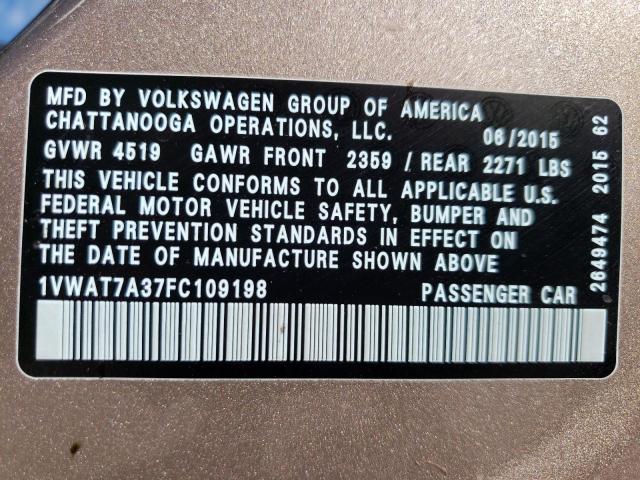 MFD BY VOLKSWAGEN GROUP OF AMERICA
CHATTANOOGA OPERATIONS, LLC. 06/2015
GVWR 4519 GAWR FRONT 2359 / REAR 2271 LBS
THIS VEHICLE CONFORMS TO ALL APPLICABLE U.S.
FEDERAL MOTOR VEHICLE SAFETY, BUMPER AND
THEFT PREVENTION STANDARDS IN EFFECT ON
THE DATE OF MANUFACTURE SHOWN ABOVE
1VWAT7A37FC109198 PASSENGER CAR
2649474 2015 62